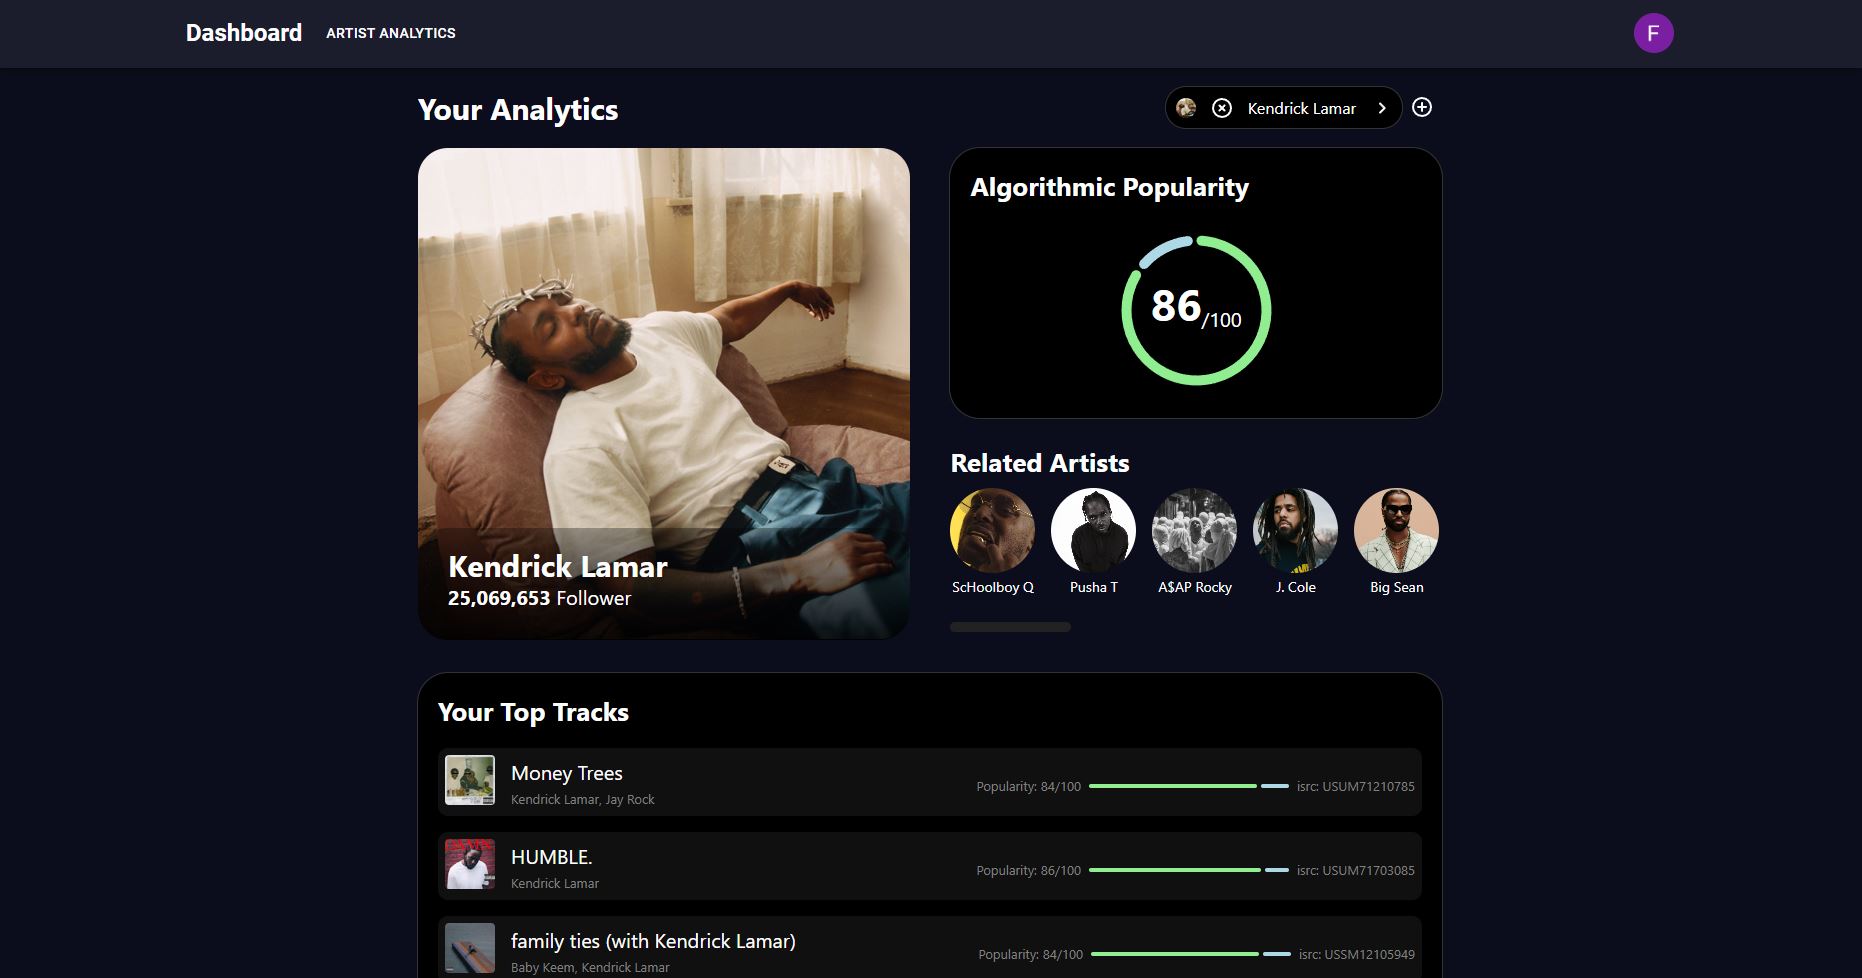 Dashboard ARTIST ANALYTICS F
Your Analytics
Kendrick Lamar
Kendrick Lamar
25,069,653 Follower
Algorithmic Popularity
86/100
Related Artists
ScHoolboy Q Pusha T A$AP Rocky J. Cole Big Sean
Your Top Tracks
Money Trees
Kendrick Lamar, Jay Rock
Popularity: 84/100 isrc: USUM71210785
HUMBLE.
Kendrick Lamar
Popularity: 86/100 isrc: USUM71703085
family ties (with Kendrick Lamar)
Baby Keem, Kendrick Lamar
Popularity: 84/100 isrc: USSM12105949